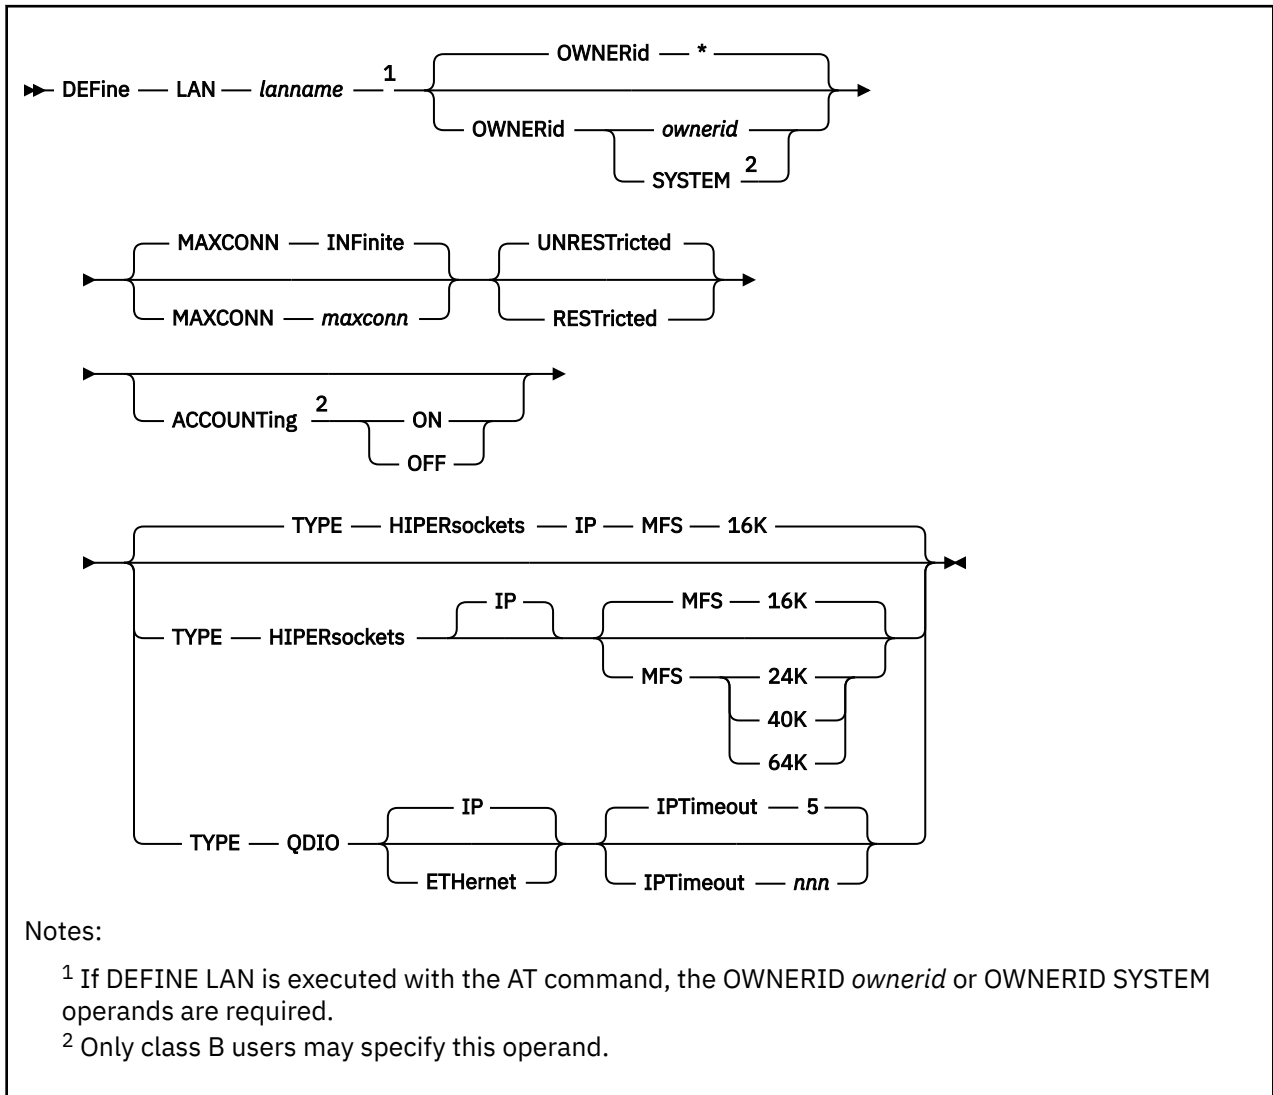 OWNERid *
DEFine LAN lanname 1
OWNERid ownerid
SYSTEM 2
MAXCONN INFinite UNRESTricted
MAXCONN maxconn RESTricted
ACCOUNTing 2 ON
OFF
TYPE HIPERsockets IP MFS 16K
IP MFS 16K
TYPE HIPERsockets
MFS 24K
40K
64K
IP IPTimeout 5
TYPE QDIO
ETHernet IPTimeout nnn
Notes:
1 If DEFINE LAN is executed with the AT command, the OWNERID ownerid or OWNERID SYSTEM
operands are required.
2 Only class B users may specify this operand.